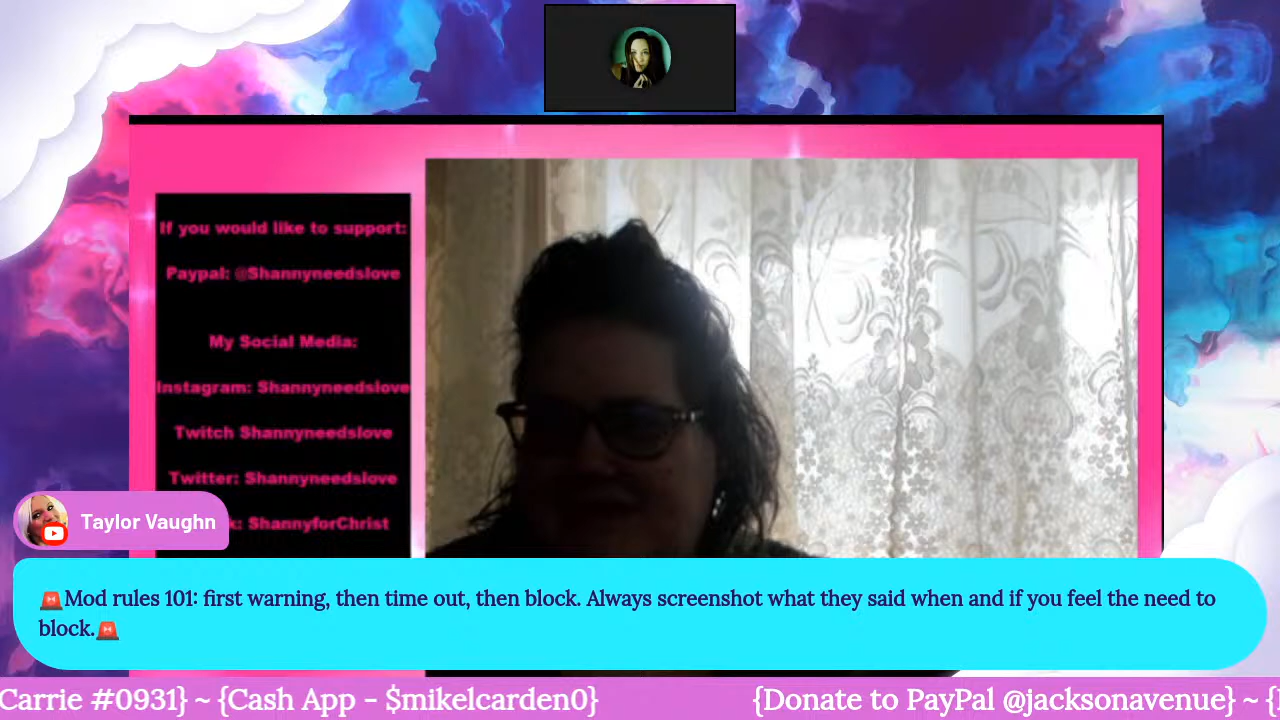 If you would like to support:
Paypal: @Shannyneedslove
My Social Media:
Instagram: Shannyneedslove
Twitch Shannyneedslove
Twitter: Shannyneedslove
k: ShannyforChrist
Taylor Vaughn
🚨Mod rules 101: first warning, then time out, then block. Always screenshot what they said when and if you feel the need to
block.🚨
Carrie #0931} ~ {Cash App - $mikelcarden0} {Donate to PayPal @jacksonavenue} ~ {